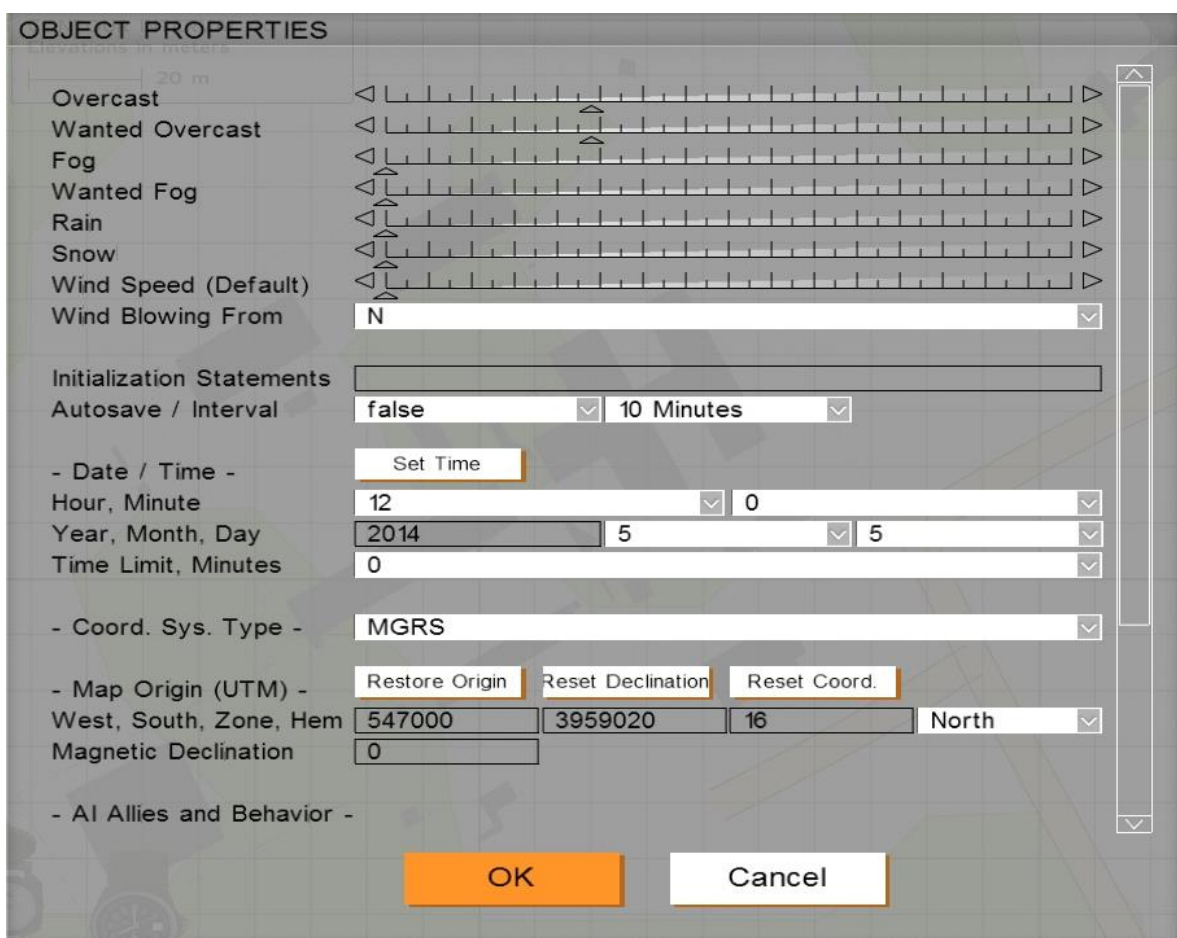 OBJECT PROPERTIES
Elevations in meters
20 m
Overcast
Wanted Overcast
Fog
Wanted Fog
Rain
Snow
Wind Speed (Default)
Wind Blowing From N
Initialization Statements
Autosave / Interval false 10 Minutes
- Date / Time - Set Time
Hour, Minute 12 0
Year, Month, Day 2014 5 5
Time Limit, Minutes 0
- Coord. Sys. Type - MGRS
- Map Origin (UTM) - Restore Origin Reset Declination Reset Coord.
West, South, Zone, Hem 547000 3959020 16 North
Magnetic Declination 0
- AI Allies and Behavior -
OK Cancel